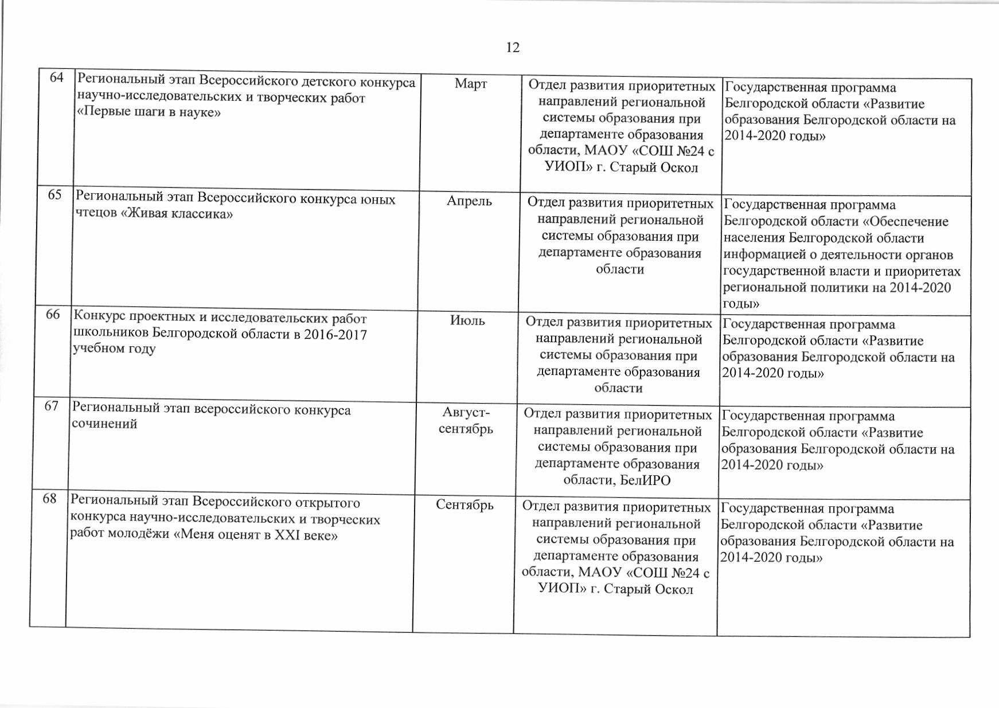 12
64
Региональный этап Всероссийского детского конкурса
научно-исследовательских и творческих работ
«Первые шаги в науке»
Март
Отдел развития приоритетных
направлений региональной
системы образования при
департаменте образования
области, МАОУ «СОШ №24 с
УИОП» г. Старый Оскол
Государственная программа
Белгородской области «Развитие
образования Белгородской области на
2014-2020 годы»
65
Региональный этап Всероссийского конкурса юных
чтецов «Живая классика»
Апрель
Отдел развития приоритетных
направлений региональной
системы образования при
департаменте образования
области
Государственная программа
Белгородской области «Обеспечение
населения Белгородской области
информацией о деятельности органов
государственной власти и приоритетах
региональной политики на 2014-2020
годы»
66
Конкурс проектных и исследовательских работ
школьников Белгородской области в 2016-2017
учебном году
Июль
Отдел развития приоритетных
направлений региональной
системы образования при
департаменте образования
области
Государственная программа
Белгородской области «Развитие
образования Белгородской области на
2014-2020 годы»
67
Региональный этап всероссийского конкурса
сочинений
Август-
сентябрь
Отдел развития приоритетных
направлений региональной
системы образования при
департаменте образования
области, БелИРО
Государственная программа
Белгородской области «Развитие
образования Белгородской области на
2014-2020 годы»
68
Региональный этап Всероссийского открытого
конкурса научно-исследовательских и творческих
работ молодёжи «Меня оценят в XXI веке»
Сентябрь
Отдел развития приоритетных
направлений региональной
системы образования при
департаменте образования
области, МАОУ «СОШ №24 с
УИОП» г. Старый Оскол
Государственная программа
Белгородской области «Развитие
образования Белгородской области на
2014-2020 годы»